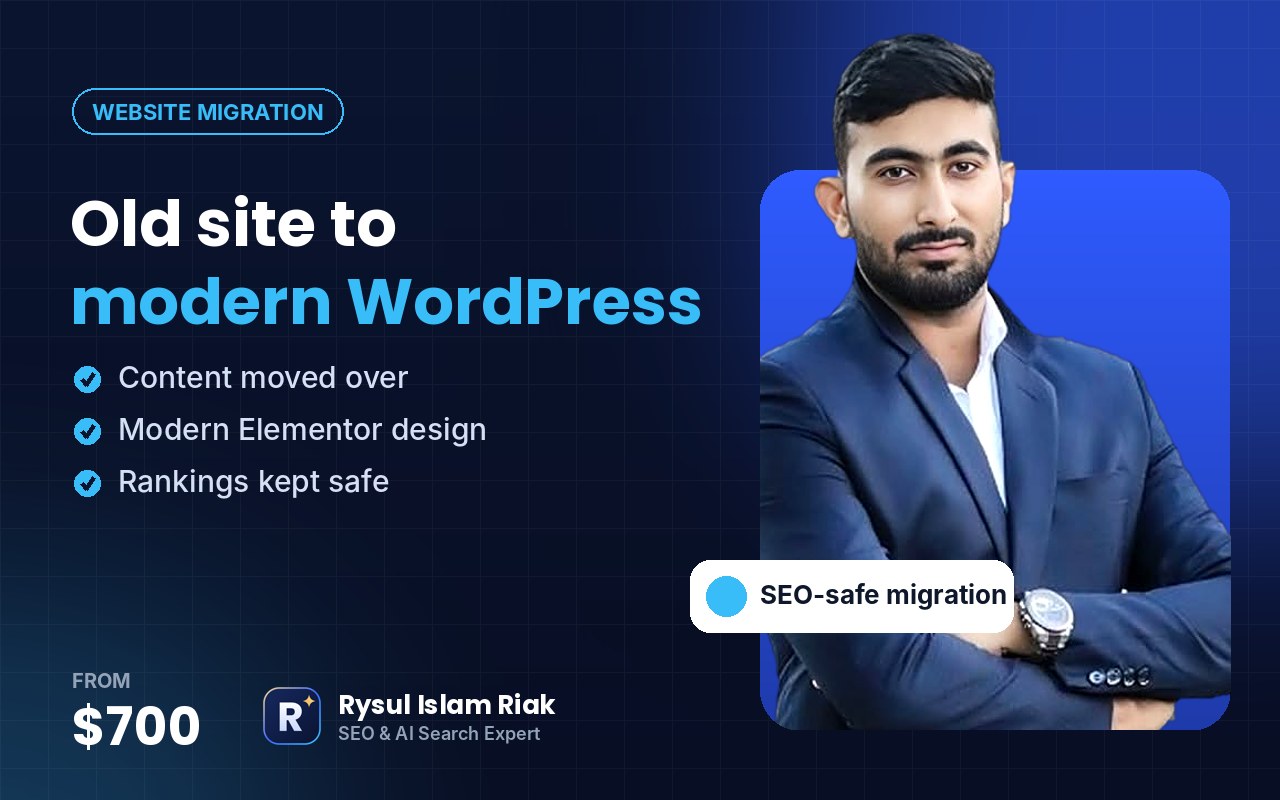 WEBSITE MIGRATION
Old site to
modern WordPress
Content moved over
Modern Elementor design
Rankings kept safe
SEO-safe migration
FROM
$700
R
Rysul Islam Riak
SEO & AI Search Expert